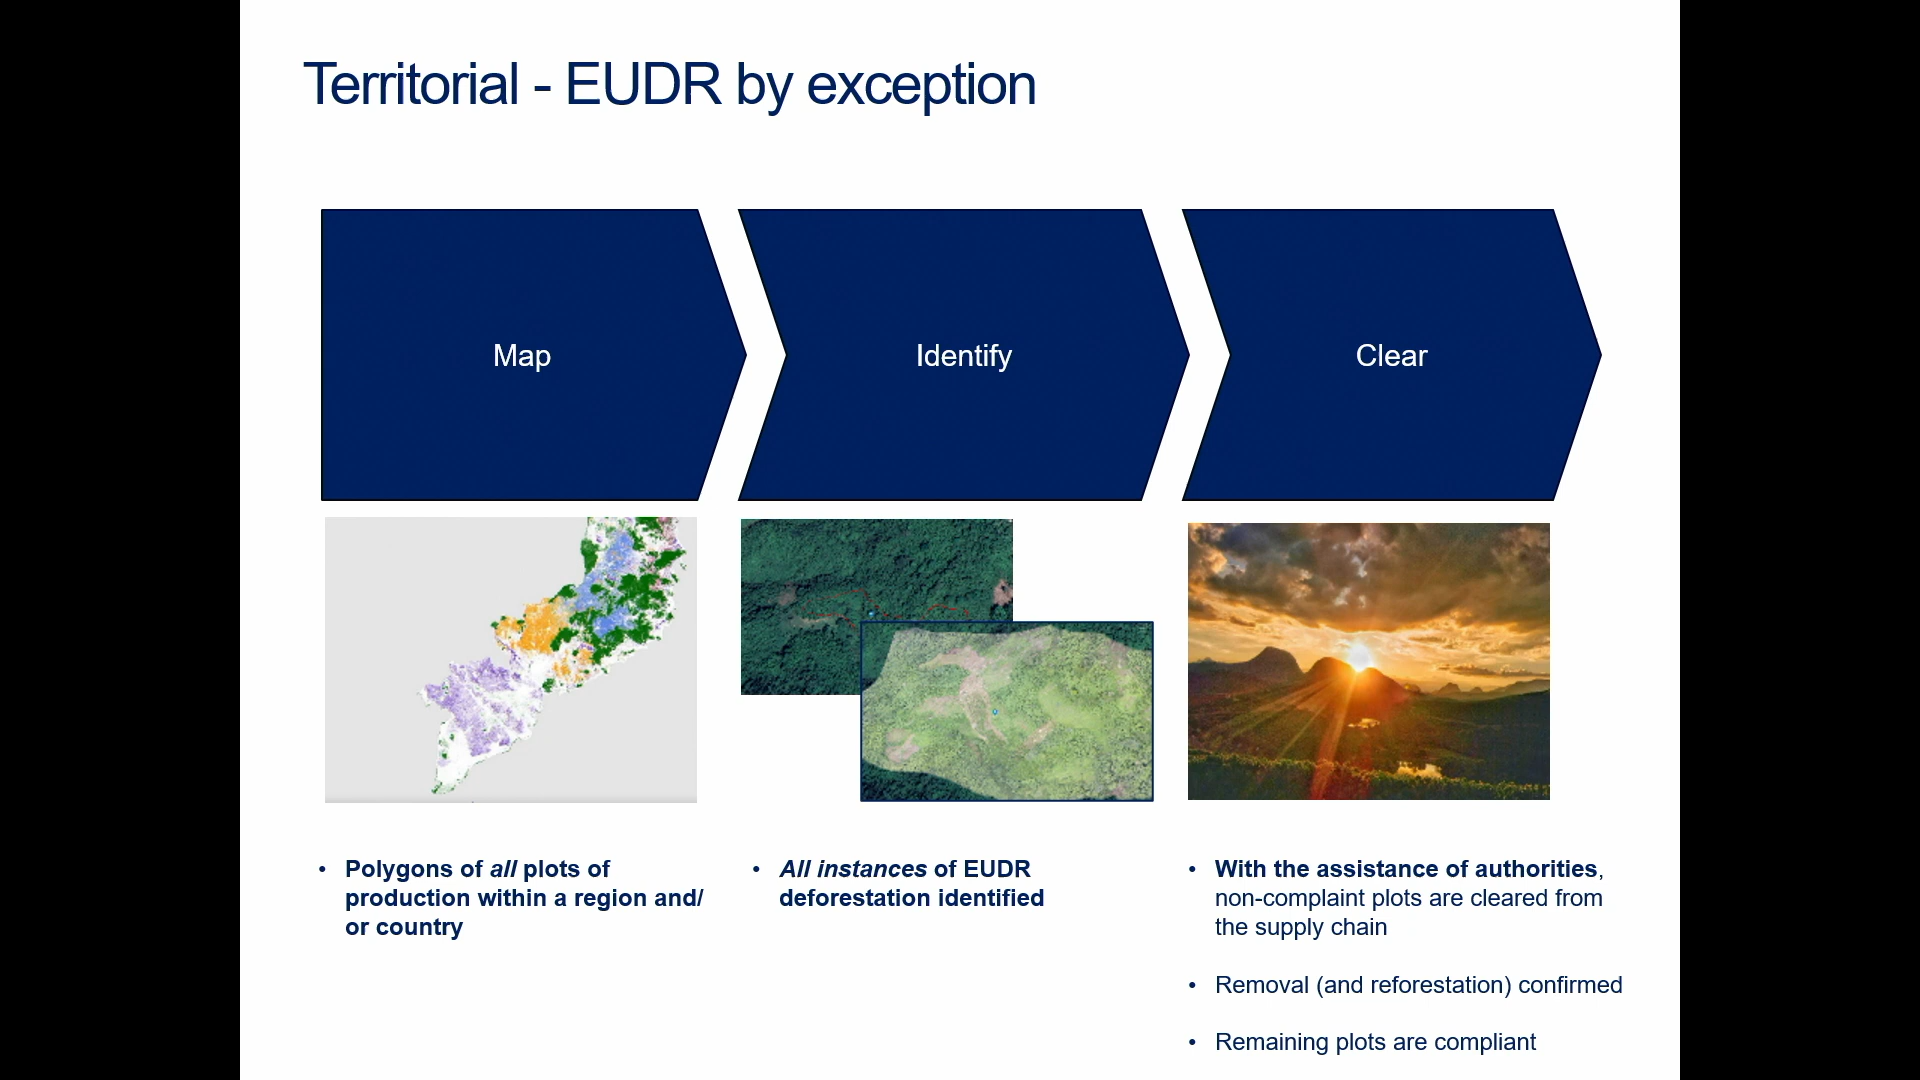 Territorial - EUDR by exception
Map
Identify
Clear
• Polygons of all plots of
production within a region and/
or country
• All instances of EUDR
deforestation identified
• With the assistance of authorities,
non-complaint plots are cleared from
the supply chain
• Removal (and reforestation) confirmed
• Remaining plots are compliant